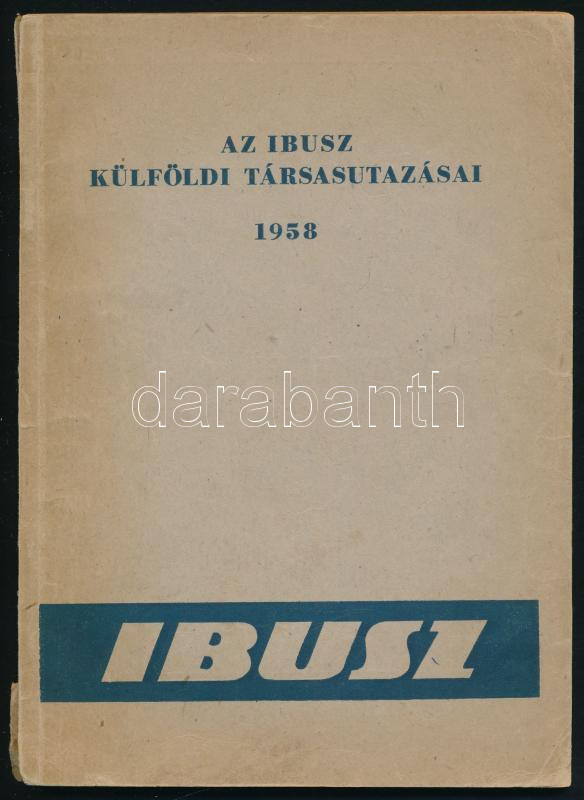 AZ IBUSZ
KÜLFÖLDI TÁRSASUTAZÁSAI
1958
darabanth
IBUSZ